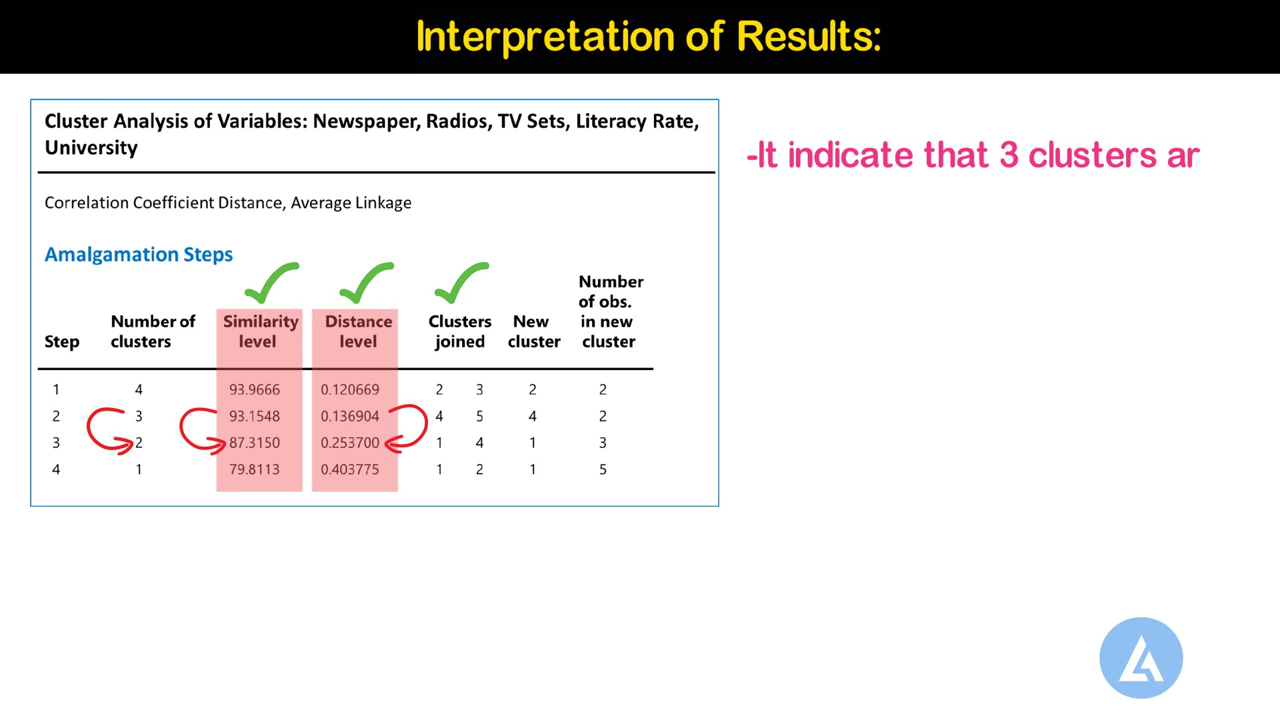 Interpretation of Results:
Cluster Analysis of Variables: Newspaper, Radios, TV Sets, Literacy Rate,
University
-It indicate that 3 clusters ar
Correlation Coefficient Distance, Average Linkage
Amalgamation Steps
Step Number of clusters Similarity level Distance level Clusters joined New cluster Number of obs. in new cluster
1 4 93.9666 0.120669 2 3 2 2
2 3 93.1548 0.136904 4 5 4 2
3 2 87.3150 0.253700 1 4 1 3
4 1 79.8113 0.403775 1 2 1 5